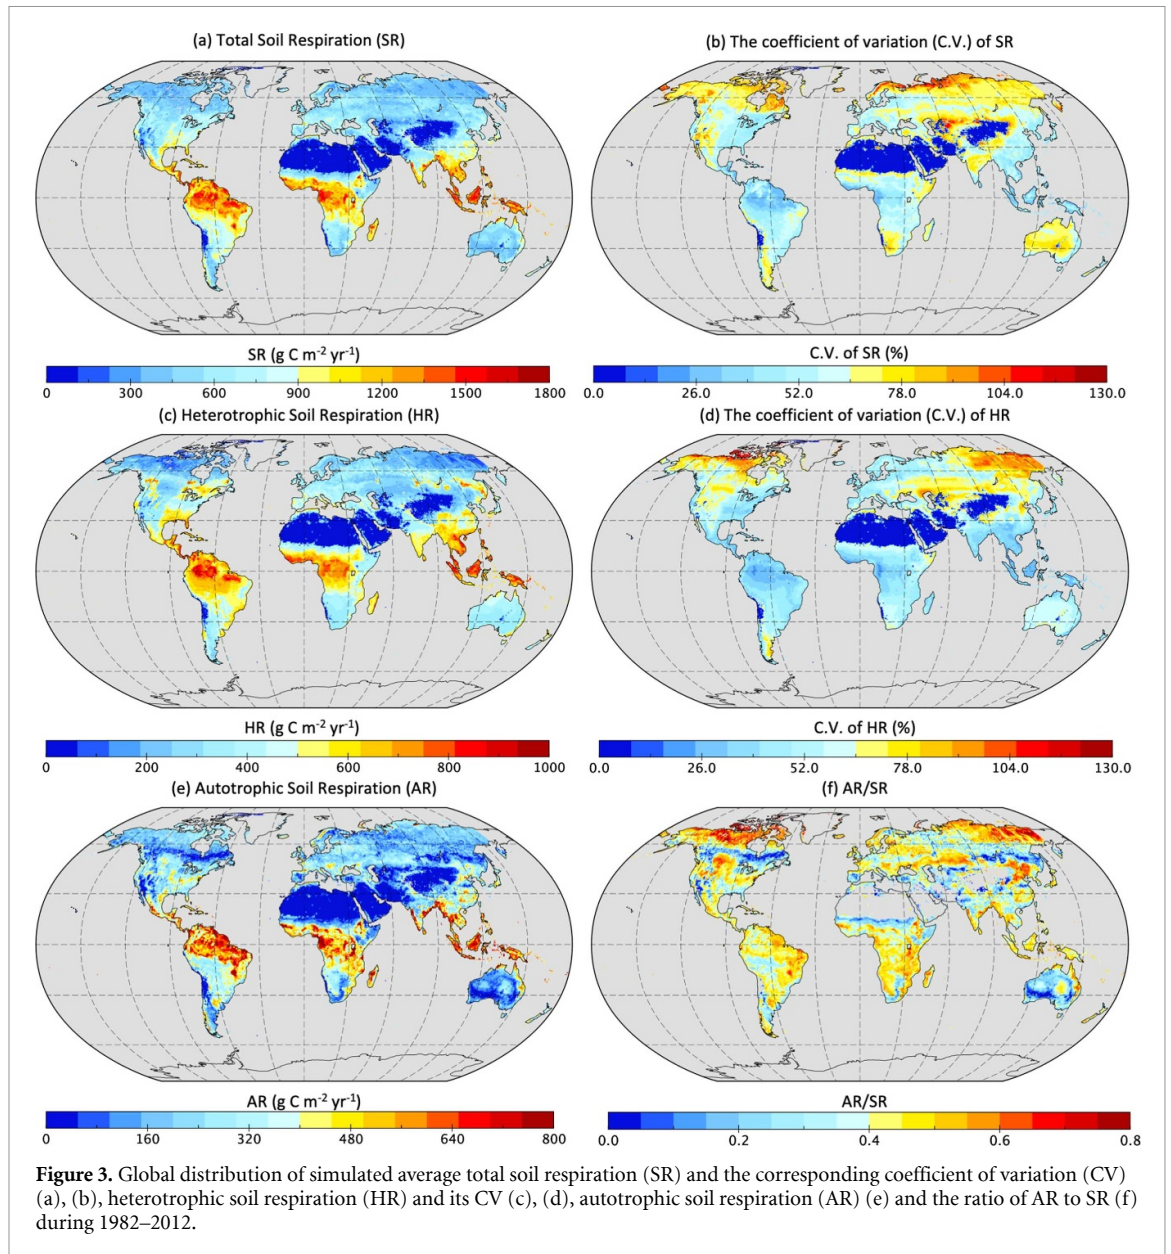 (a) Total Soil Respiration (SR)
(b) The coefficient of variation (C.V.) of SR
SR (g C m⁻² yr⁻¹)
0 300 600 900 1200 1500 1800
C.V. of SR (%)
0.0 26.0 52.0 78.0 104.0 130.0
(c) Heterotrophic Soil Respiration (HR)
(d) The coefficient of variation (C.V.) of HR
HR (g C m⁻² yr⁻¹)
0 200 400 600 800 1000
C.V. of HR (%)
0.0 26.0 52.0 78.0 104.0 130.0
(e) Autotrophic Soil Respiration (AR)
(f) AR/SR
AR (g C m⁻² yr⁻¹)
0 160 320 480 640 800
AR/SR
0.0 0.2 0.4 0.6 0.8
Figure 3. Global distribution of simulated average total soil respiration (SR) and the corresponding coefficient of variation (CV)
(a), (b), heterotrophic soil respiration (HR) and its CV (c), (d), autotrophic soil respiration (AR) (e) and the ratio of AR to SR (f)
during 1982–2012.